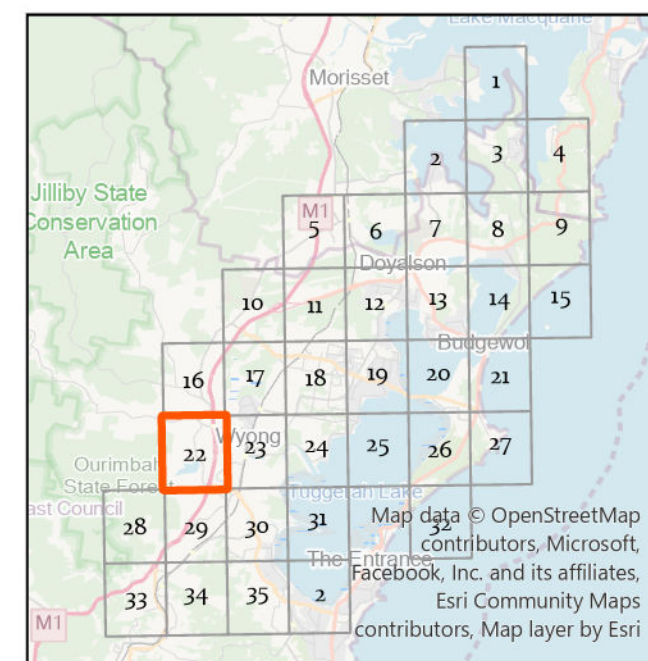 Lake Macquarie
Morisset
1
2 3 4
Jilliby State
Conservation
Area
M1
5 6 7 8 9
Doyalson
10 11 12 13 14 15
Budgewoi
16 17 18 19 20 21
Wyong
22 23 24 25 26 27
Ourimbah
State Forest
ast Council
Tuggerah Lake
28 29 30 31 32
The Entrance
33 34 35 2
M1
Map data © OpenStreetMap
contributors, Microsoft,
Facebook, Inc. and its affiliates,
Esri Community Maps
contributors, Map layer by Esri